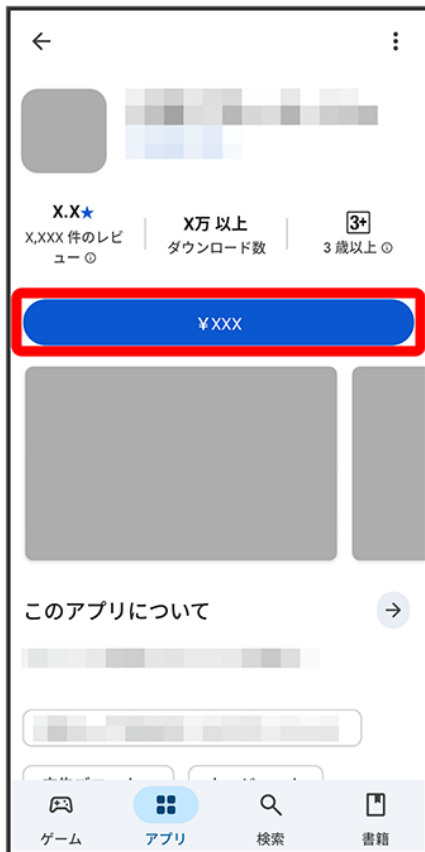 X.X★
X,XXX 件のレビ
ュー
X万 以上
ダウンロード数
3+
3 歳以上
¥XXX
このアプリについて
ゲーム
アプリ
検索
書籍